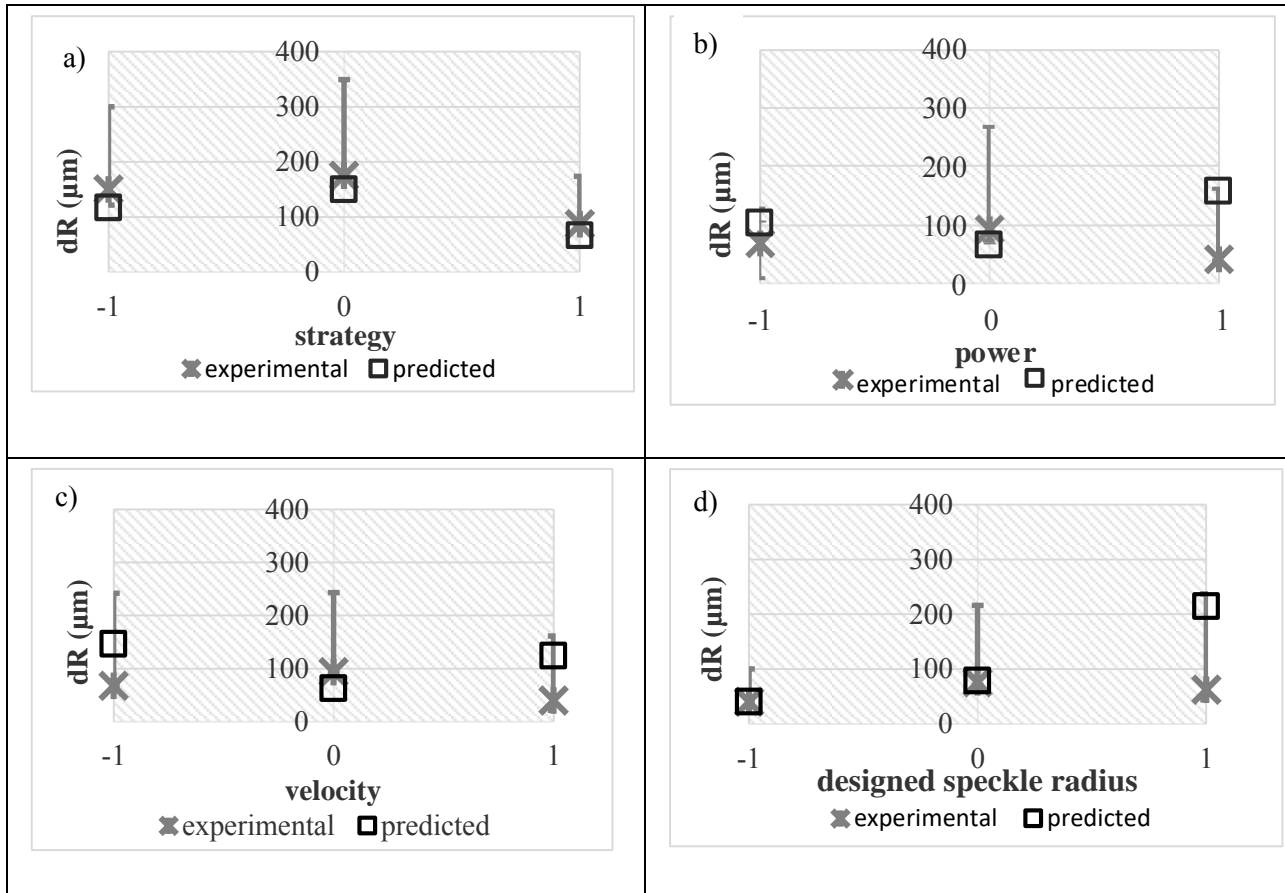 a)
400
300
200
100
0
dR (µm)
-1 0 1
strategy
experimental predicted
b)
400
300
200
100
0
dR (µm)
-1 0 1
power
experimental predicted
c)
400
300
200
100
0
dR (µm)
-1 0 1
velocity
experimental predicted
d)
400
300
200
100
0
dR (µm)
-1 0 1
designed speckle radius
experimental predicted